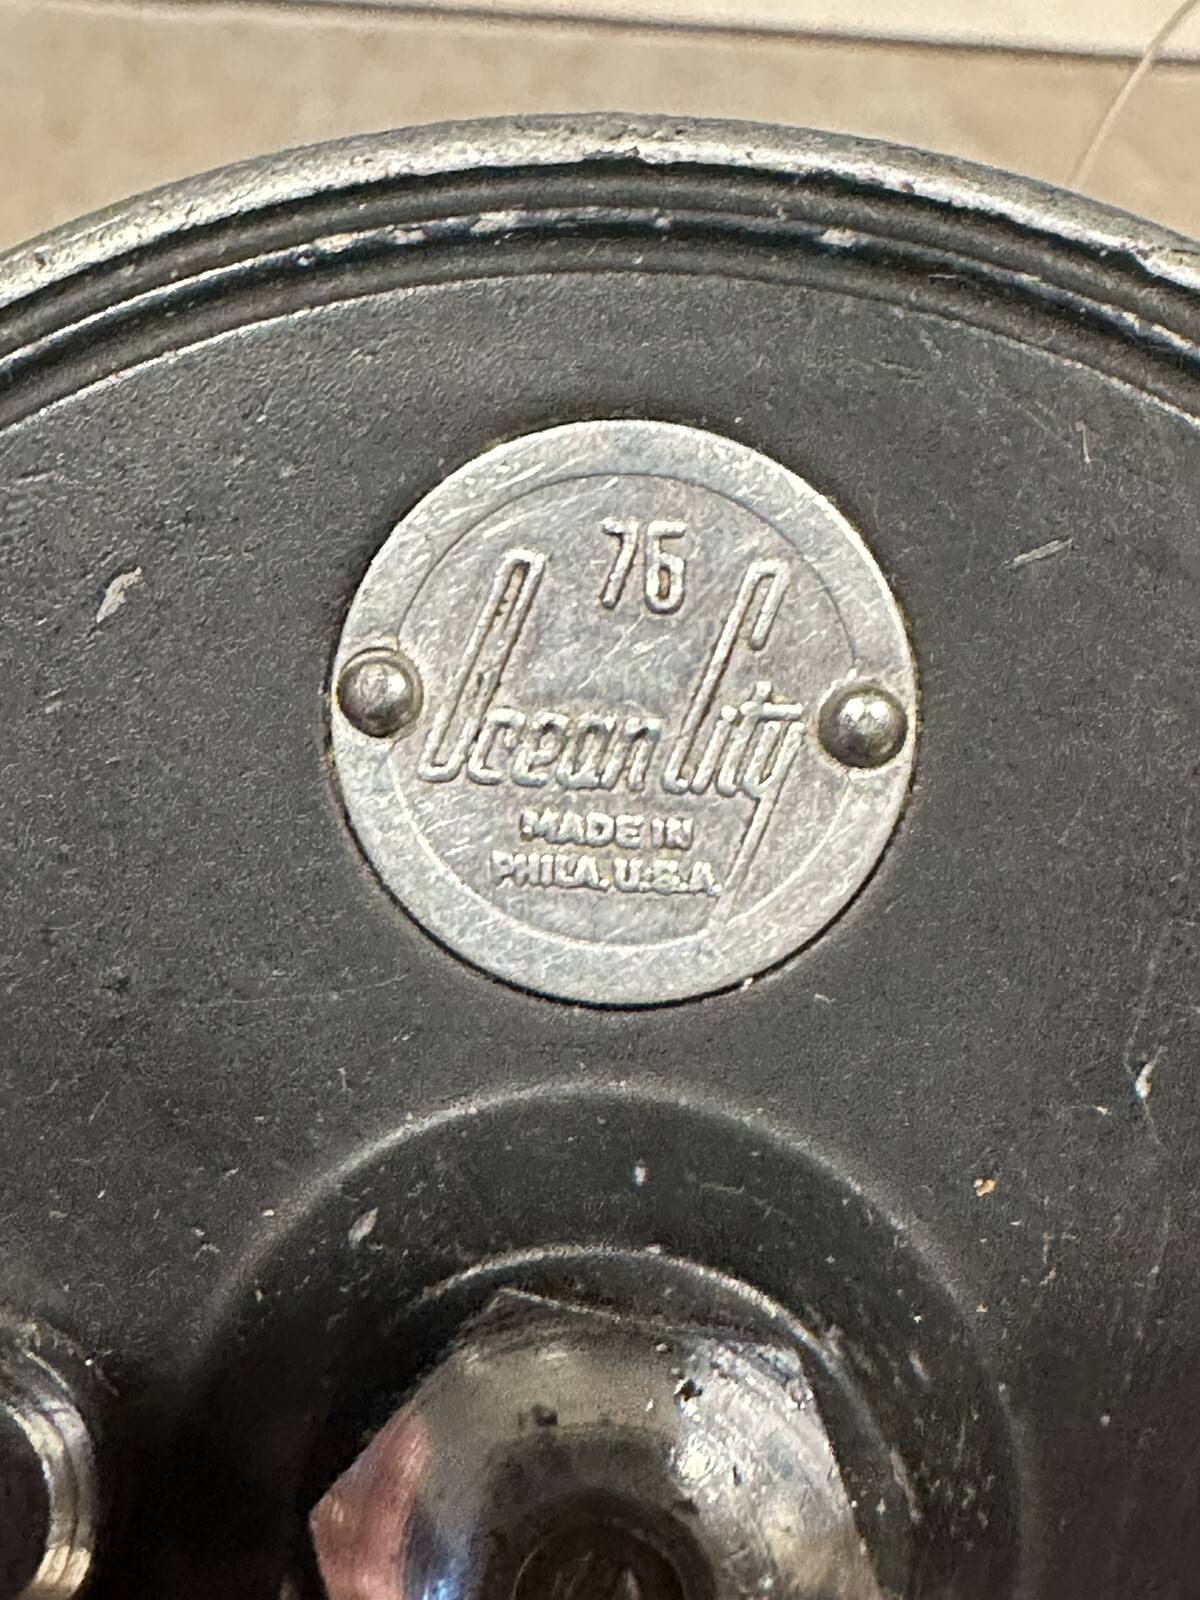 76
Ocean City
MADE IN
PHILA. U.S.A.